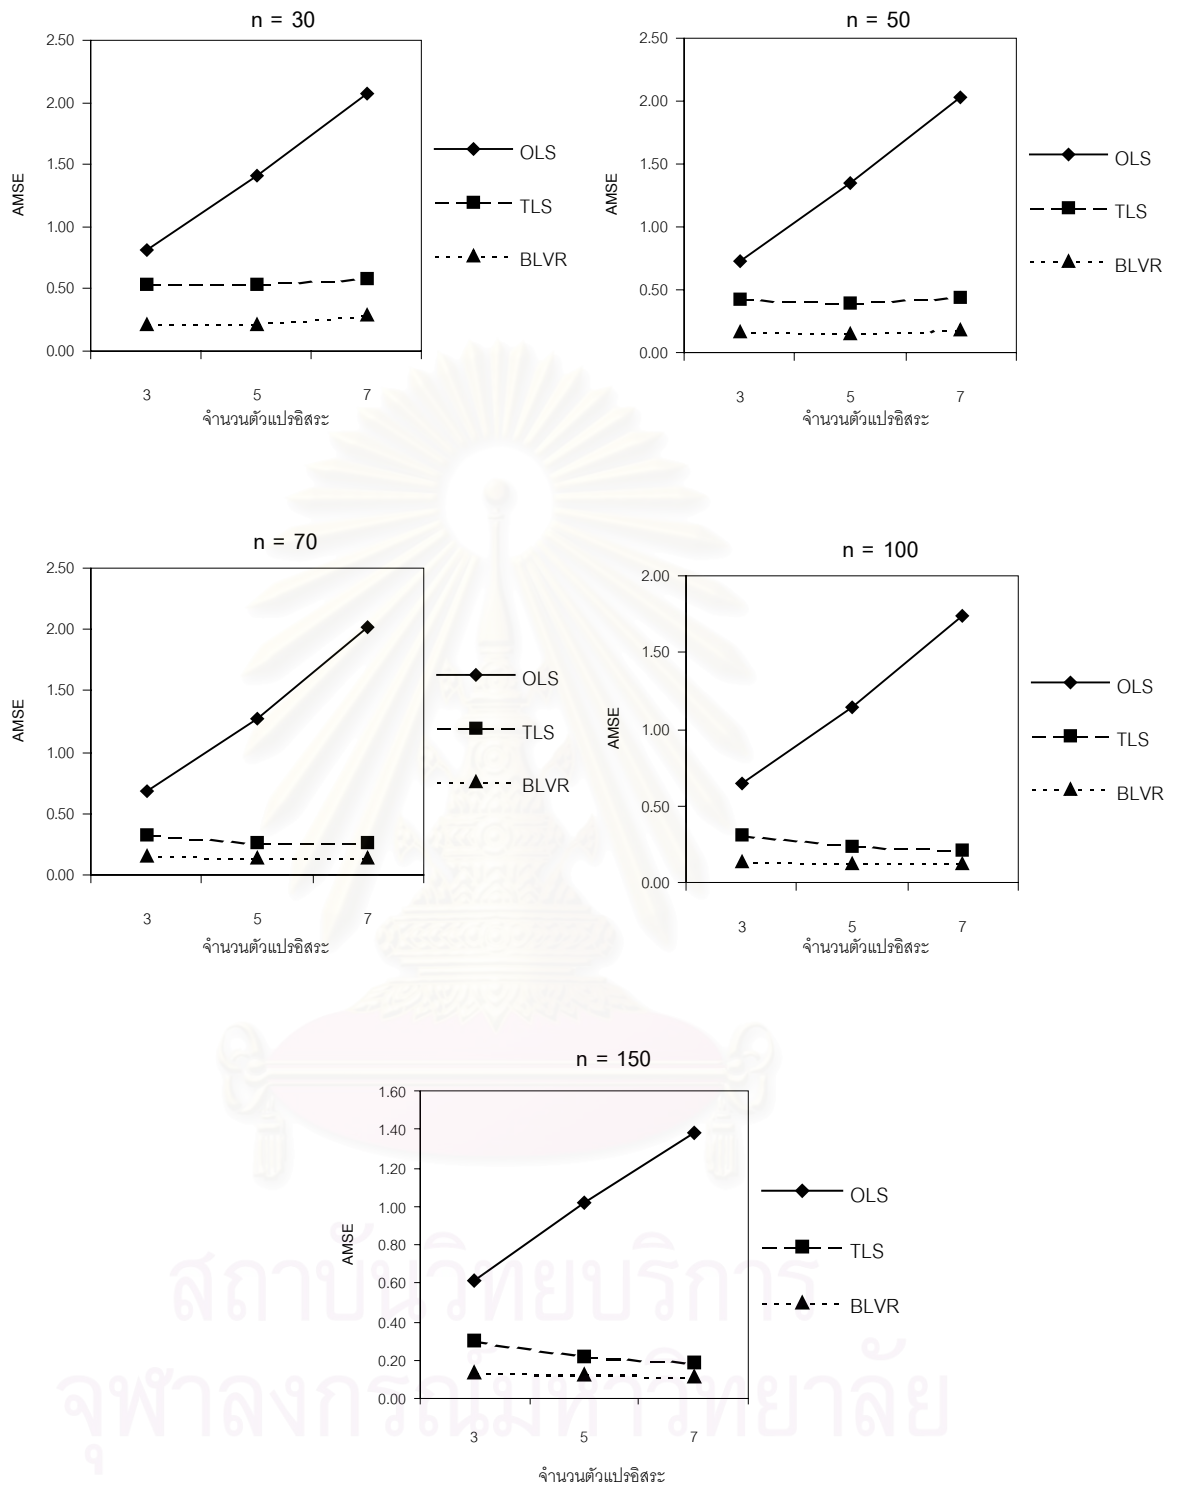 n = 30
2.50
2.00
1.50
1.00
0.50
0.00
AMSE
3 5 7
จำนวนตัวแปรอิสระ
OLS
TLS
BLVR
n = 50
2.50
2.00
1.50
1.00
0.50
0.00
AMSE
3 5 7
จำนวนตัวแปรอิสระ
OLS
TLS
BLVR
n = 70
2.50
2.00
1.50
1.00
0.50
0.00
AMSE
3 5 7
จำนวนตัวแปรอิสระ
OLS
TLS
BLVR
n = 100
2.00
1.50
1.00
0.50
0.00
AMSE
3 5 7
จำนวนตัวแปรอิสระ
OLS
TLS
BLVR
n = 150
1.60
1.40
1.20
1.00
0.80
0.60
0.40
0.20
0.00
AMSE
3 5 7
จำนวนตัวแปรอิสระ
OLS
TLS
BLVR
สถาบันวิทยบริการ
จุฬาลงกรณ์มหาวิทยาลัย